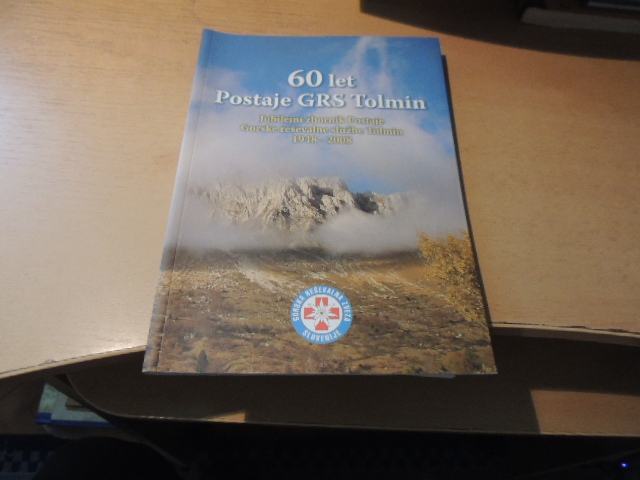 60 let
Postaje GRS Tolmin
Jubilejni zbornik Postaje
Gorske reševalne službe Tolmin
1948 - 2008
GORSKA REŠEVALNA ZVEZA
SLOVENIJE